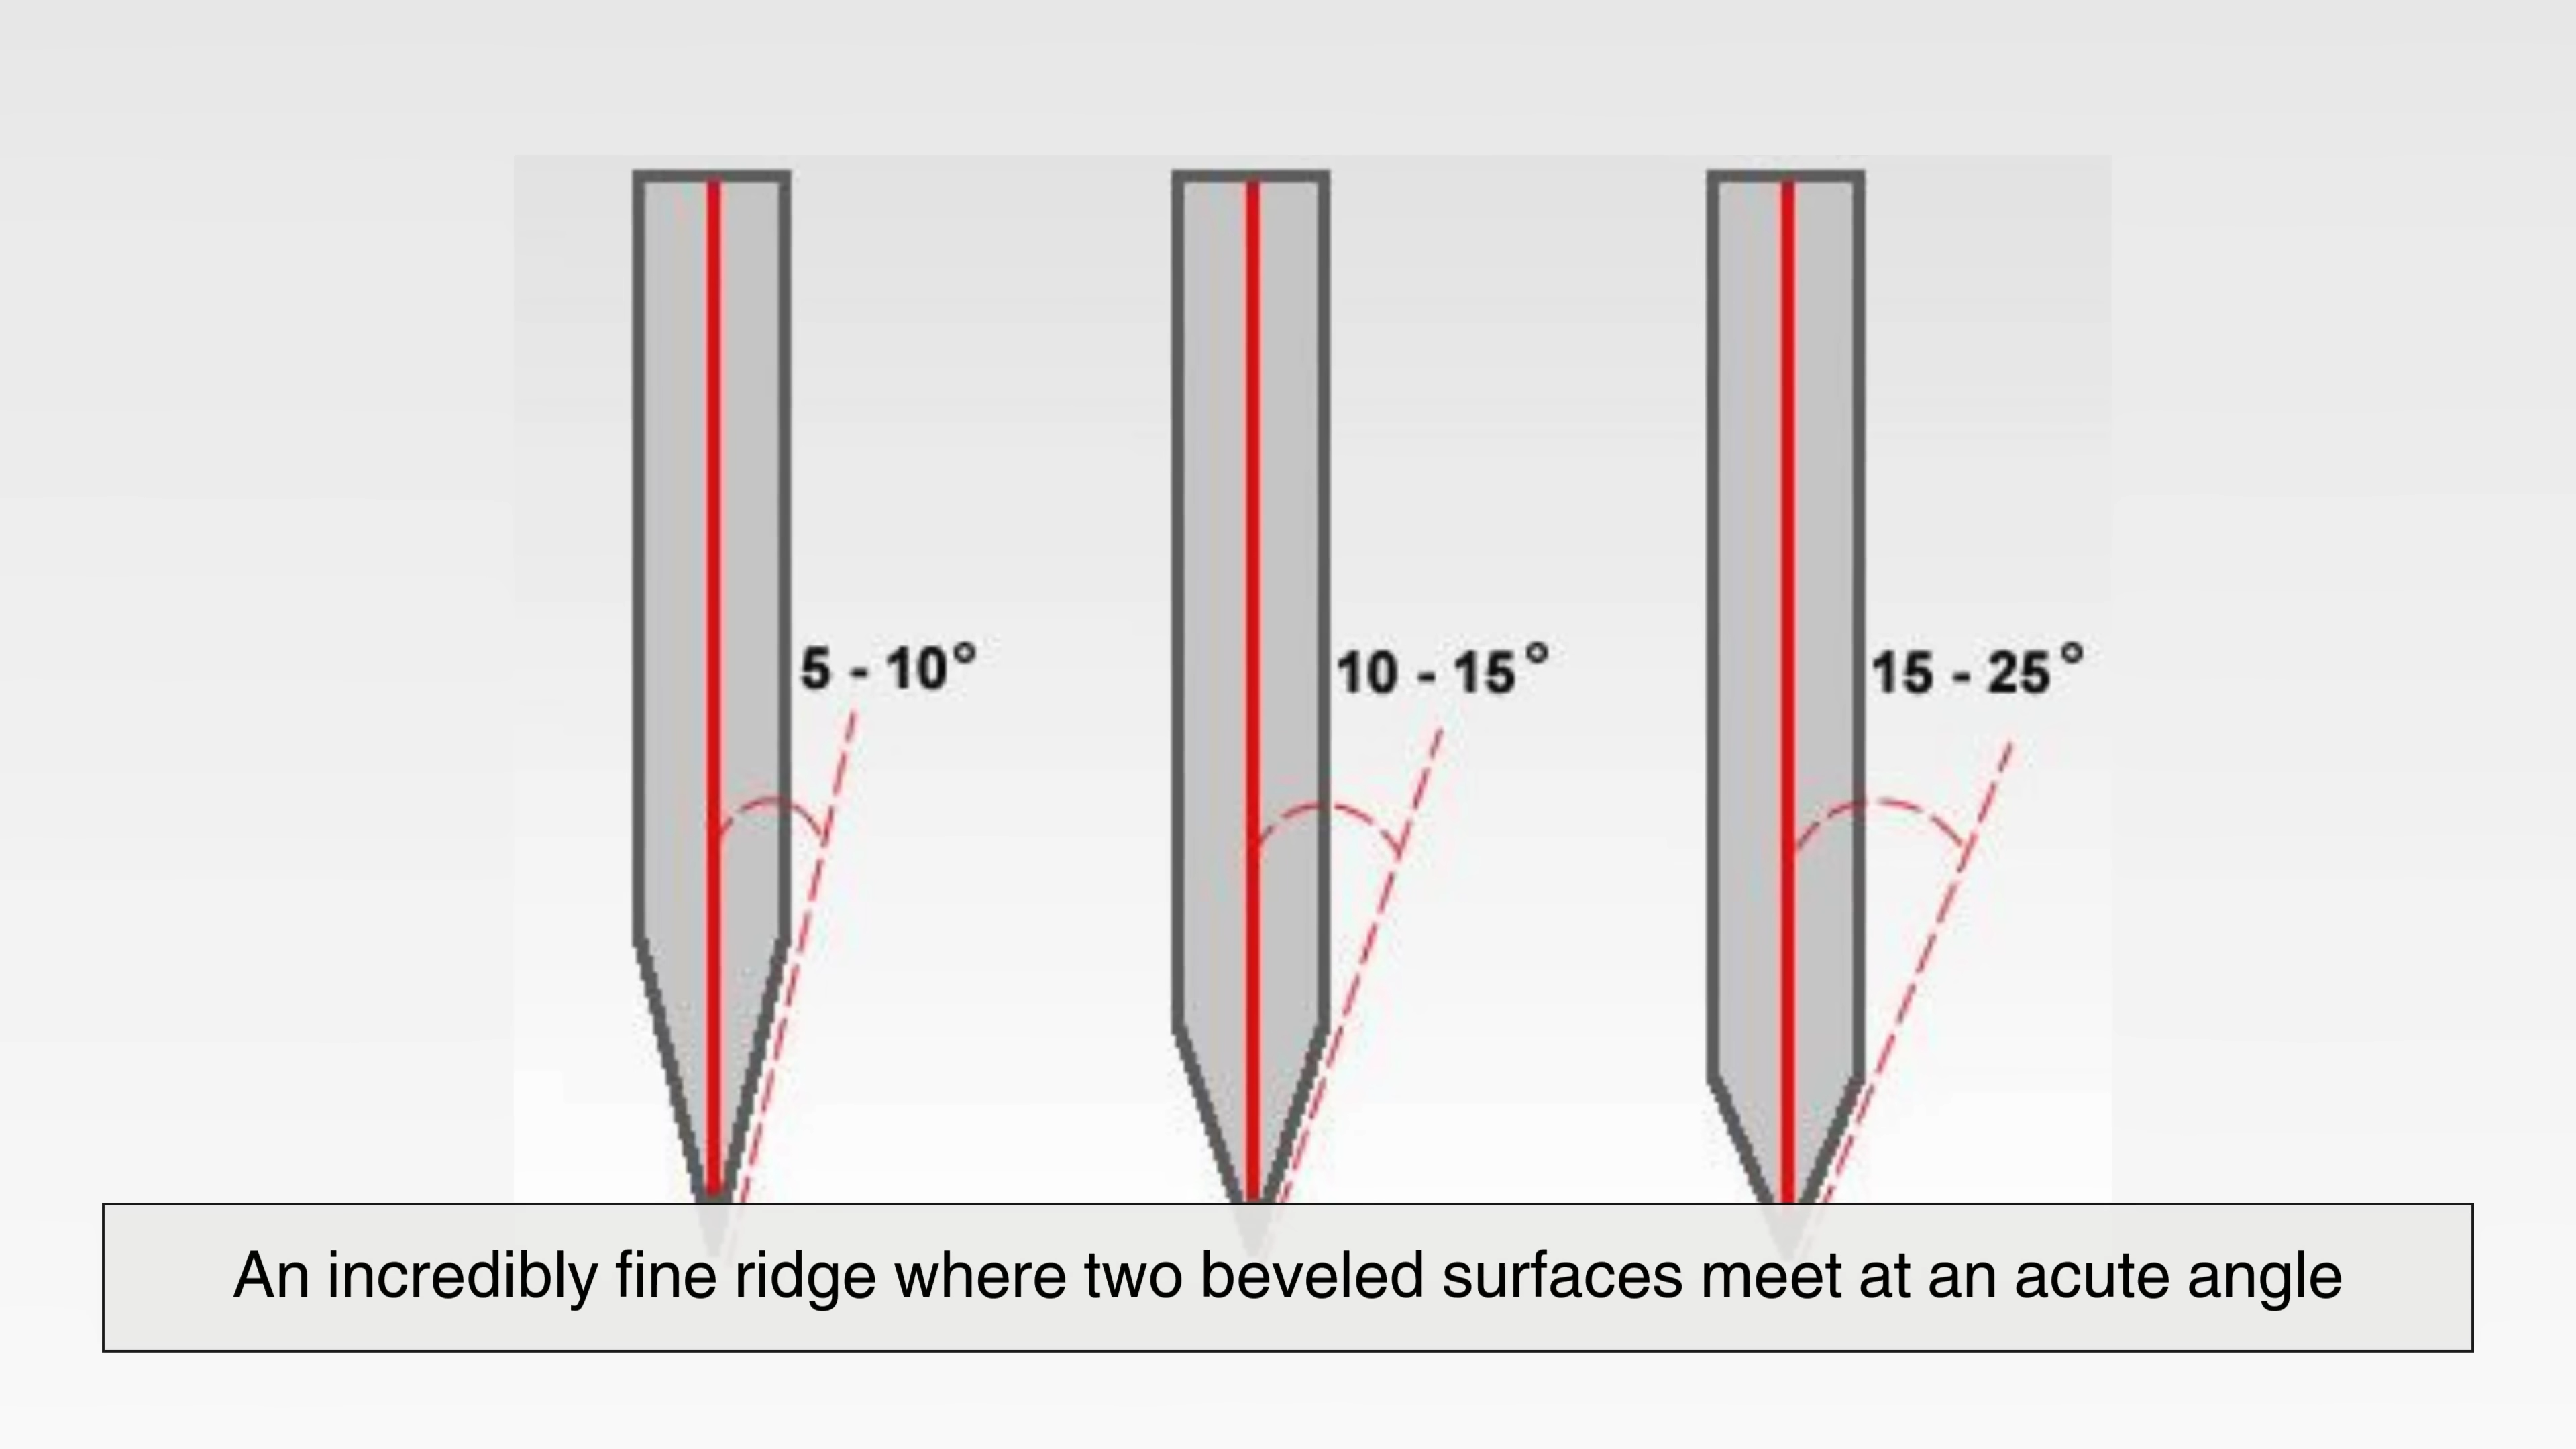 5 - 10°
10 - 15°
15 - 25°
An incredibly fine ridge where two beveled surfaces meet at an acute angle